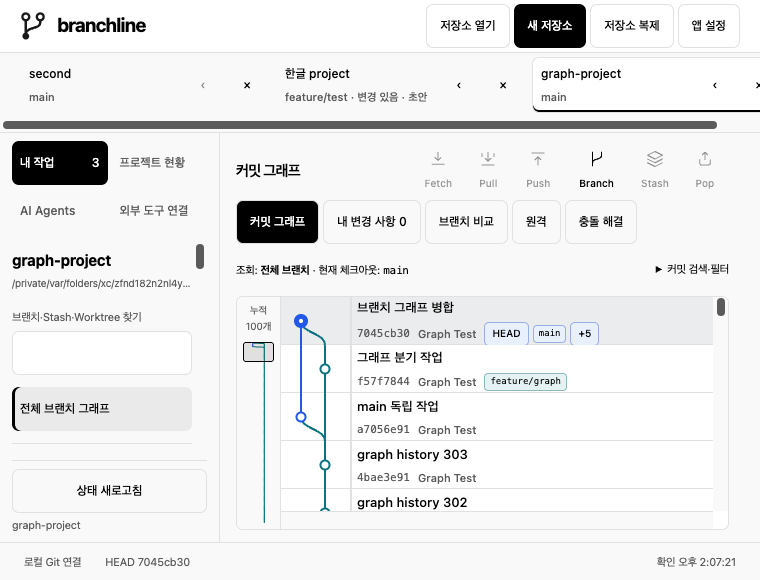 branchline
저장소 열기
새 저장소
저장소 복제
앱 설정
second
main
‹
×
한글 project
feature/test · 변경 있음 · 초안
‹
×
graph-project
main
‹
×
내 작업 3
프로젝트 현황
AI Agents
외부 도구 연결
graph-project
/private/var/folders/xc/zfnd182n2nl4y...
브랜치·Stash·Worktree 찾기
전체 브랜치 그래프
상태 새로고침
graph-project
커밋 그래프
Fetch
Pull
Push
Branch
Stash
Pop
커밋 그래프
내 변경 사항 0
브랜치 비교
원격
충돌 해결
조회: 전체 브랜치 · 현재 체크아웃: main
▶ 커밋 검색·필터
누적
100개
브랜치 그래프 병합
7045cb30 Graph Test HEAD main +5
그래프 분기 작업
f57f7844 Graph Test feature/graph
main 독립 작업
a7056e91 Graph Test
graph history 303
4bae3e91 Graph Test
graph history 302
로컬 Git 연결
HEAD 7045cb30
확인 오후 2:07:21